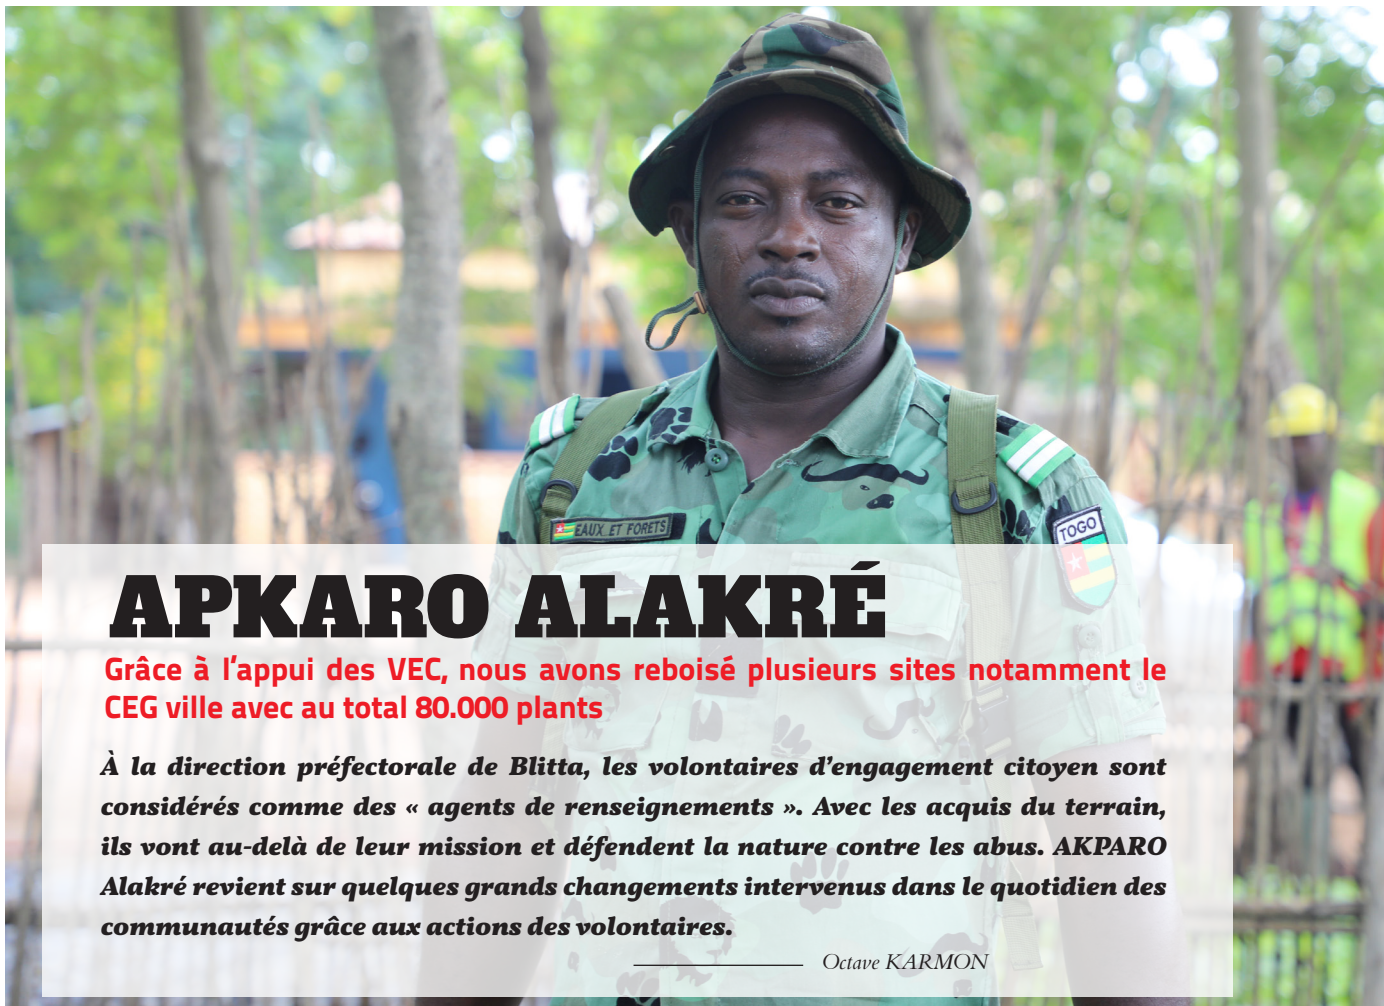 EAUX ET FORETS
TOGO
APKARO ALAKRÉ
Grâce à l'appui des VEC, nous avons reboisé plusieurs sites notamment le
CEG ville avec au total 80.000 plants
À la direction préfectorale de Blitta, les volontaires d'engagement citoyen sont
considérés comme des « agents de renseignements ». Avec les acquis du terrain,
ils vont au-delà de leur mission et défendent la nature contre les abus. AKPARO
Alakré revient sur quelques grands changements intervenus dans le quotidien des
communautés grâce aux actions des volontaires.
Octave KARMON